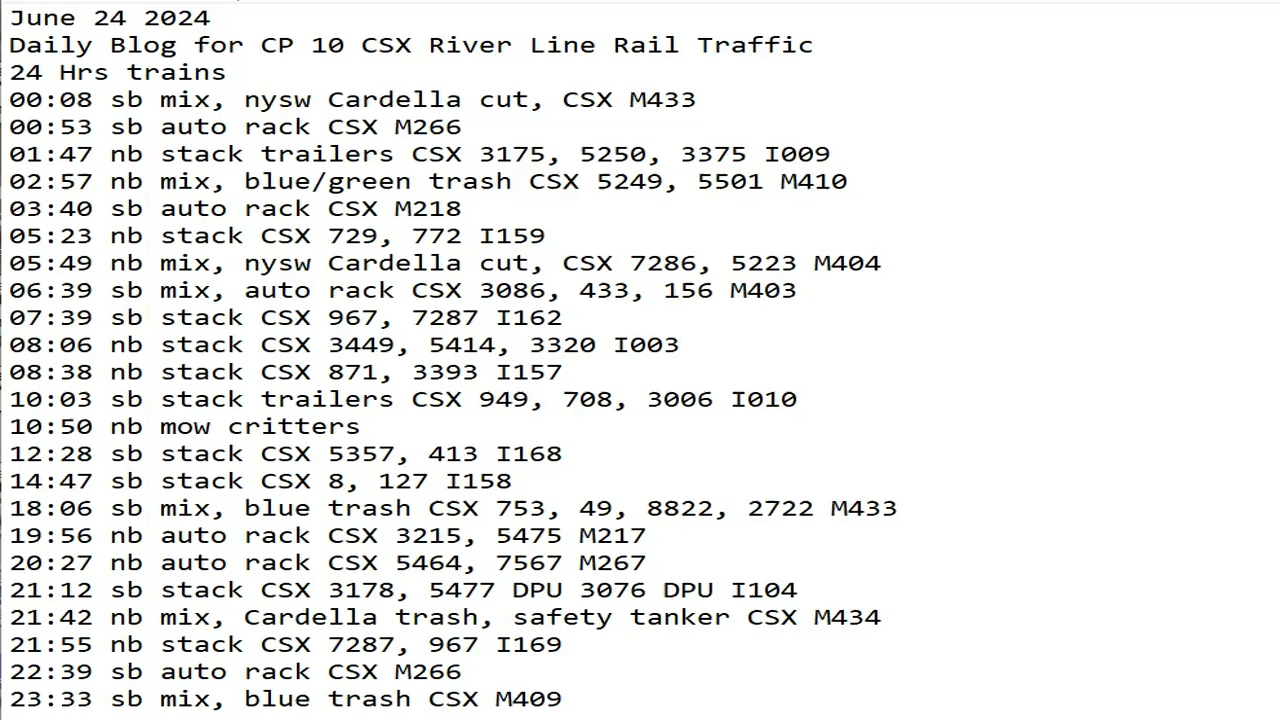 June 24 2024
Daily Blog for CP 10 CSX River Line Rail Traffic
24 Hrs trains
00:08 sb mix, nysw Cardella cut, CSX M433
00:53 sb auto rack CSX M266
01:47 nb stack trailers CSX 3175, 5250, 3375 I009
02:57 nb mix, blue/green trash CSX 5249, 5501 M410
03:40 sb auto rack CSX M218
05:23 nb stack CSX 729, 772 I159
05:49 nb mix, nysw Cardella cut, CSX 7286, 5223 M404
06:39 sb mix, auto rack CSX 3086, 433, 156 M403
07:39 sb stack CSX 967, 7287 I162
08:06 nb stack CSX 3449, 5414, 3320 I003
08:38 nb stack CSX 871, 3393 I157
10:03 sb stack trailers CSX 949, 708, 3006 I010
10:50 nb mow critters
12:28 sb stack CSX 5357, 413 I168
14:47 sb stack CSX 8, 127 I158
18:06 sb mix, blue trash CSX 753, 49, 8822, 2722 M433
19:56 nb auto rack CSX 3215, 5475 M217
20:27 nb auto rack CSX 5464, 7567 M267
21:12 sb stack CSX 3178, 5477 DPU 3076 DPU I104
21:42 nb mix, Cardella trash, safety tanker CSX M434
21:55 nb stack CSX 7287, 967 I169
22:39 sb auto rack CSX M266
23:33 sb mix, blue trash CSX M409